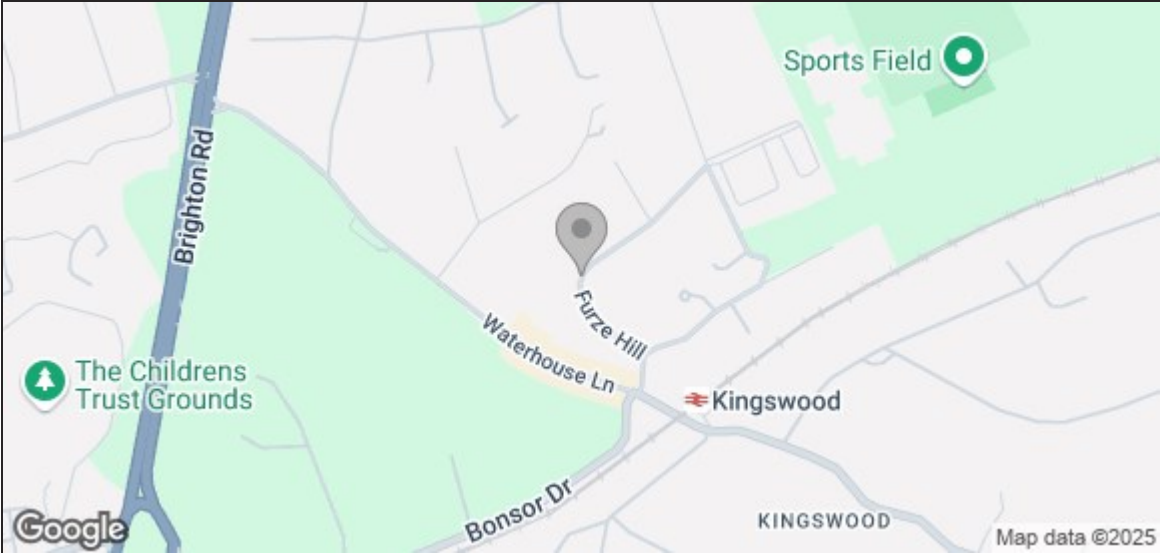 Sports Field
Brighton Rd
Furze Hill
Waterhouse Ln
The Childrens
Trust Grounds
Kingswood
Bonsor Dr
KINGSWOOD
Google
Map data ©2025